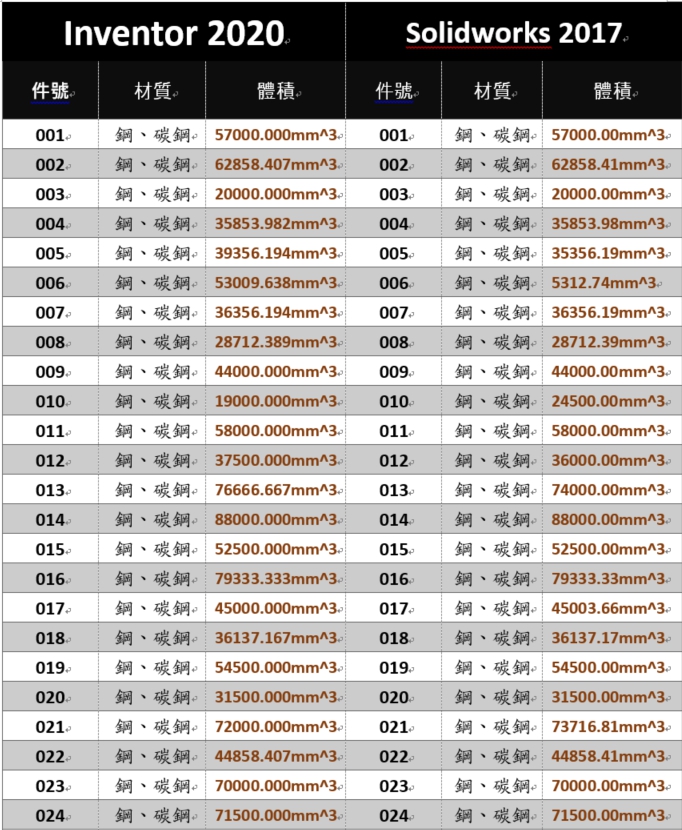 Inventor 2020 Solidworks 2017
件號 材質 體積 件號 材質 體積
001 鋼、碳鋼 57000.000mm^3 001 鋼、碳鋼 57000.00mm^3
002 鋼、碳鋼 62858.407mm^3 002 鋼、碳鋼 62858.41mm^3
003 鋼、碳鋼 20000.000mm^3 003 鋼、碳鋼 20000.00mm^3
004 鋼、碳鋼 35853.982mm^3 004 鋼、碳鋼 35853.98mm^3
005 鋼、碳鋼 39356.194mm^3 005 鋼、碳鋼 35356.19mm^3
006 鋼、碳鋼 53009.638mm^3 006 鋼、碳鋼 5312.74mm^3
007 鋼、碳鋼 36356.194mm^3 007 鋼、碳鋼 36356.19mm^3
008 鋼、碳鋼 28712.389mm^3 008 鋼、碳鋼 28712.39mm^3
009 鋼、碳鋼 44000.000mm^3 009 鋼、碳鋼 44000.00mm^3
010 鋼、碳鋼 19000.000mm^3 010 鋼、碳鋼 24500.00mm^3
011 鋼、碳鋼 58000.000mm^3 011 鋼、碳鋼 58000.00mm^3
012 鋼、碳鋼 37500.000mm^3 012 鋼、碳鋼 36000.00mm^3
013 鋼、碳鋼 76666.667mm^3 013 鋼、碳鋼 74000.00mm^3
014 鋼、碳鋼 88000.000mm^3 014 鋼、碳鋼 88000.00mm^3
015 鋼、碳鋼 52500.000mm^3 015 鋼、碳鋼 52500.00mm^3
016 鋼、碳鋼 79333.333mm^3 016 鋼、碳鋼 79333.33mm^3
017 鋼、碳鋼 45000.000mm^3 017 鋼、碳鋼 45003.66mm^3
018 鋼、碳鋼 36137.167mm^3 018 鋼、碳鋼 36137.17mm^3
019 鋼、碳鋼 54500.000mm^3 019 鋼、碳鋼 54500.00mm^3
020 鋼、碳鋼 31500.000mm^3 020 鋼、碳鋼 31500.00mm^3
021 鋼、碳鋼 72000.000mm^3 021 鋼、碳鋼 73716.81mm^3
022 鋼、碳鋼 44858.407mm^3 022 鋼、碳鋼 44858.41mm^3
023 鋼、碳鋼 70000.000mm^3 023 鋼、碳鋼 70000.00mm^3
024 鋼、碳鋼 71500.000mm^3 024 鋼、碳鋼 71500.00mm^3